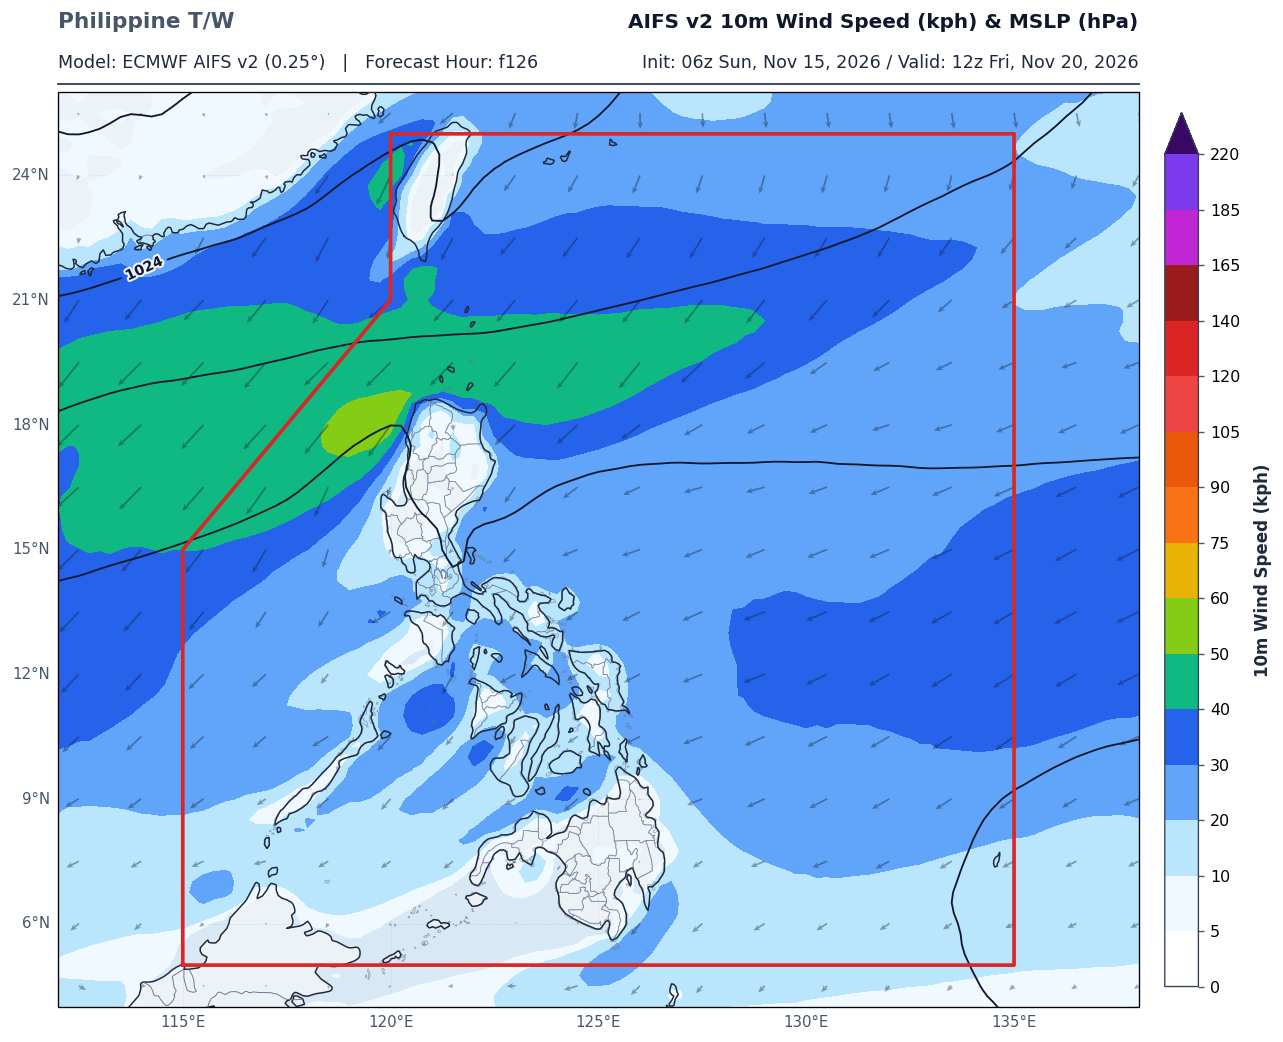 Philippine T/W
AIFS v2 10m Wind Speed (kph) & MSLP (hPa)
Model: ECMWF AIFS v2 (0.25°) | Forecast Hour: f126
Init: 06z Sun, Nov 15, 2026 / Valid: 12z Fri, Nov 20, 2026
24°N
21°N
18°N
15°N
12°N
9°N
6°N
1024
115°E
120°E
125°E
130°E
135°E
220
185
165
140
120
105
90
75
60
50
40
30
20
10
5
0
10m Wind Speed (kph)